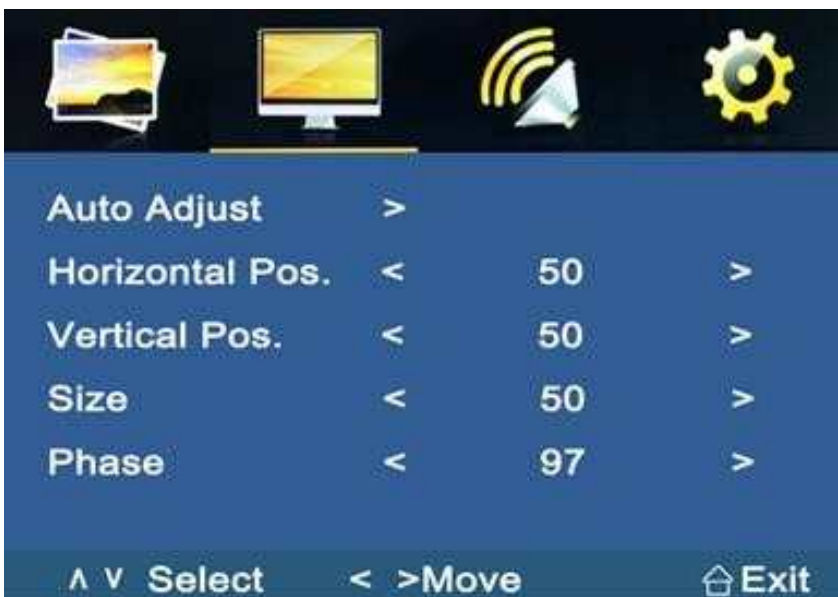 Auto Adjust >
Horizontal Pos. < 50 >
Vertical Pos. < 50 >
Size < 50 >
Phase < 97 >
∧ ∨ Select < >Move Exit